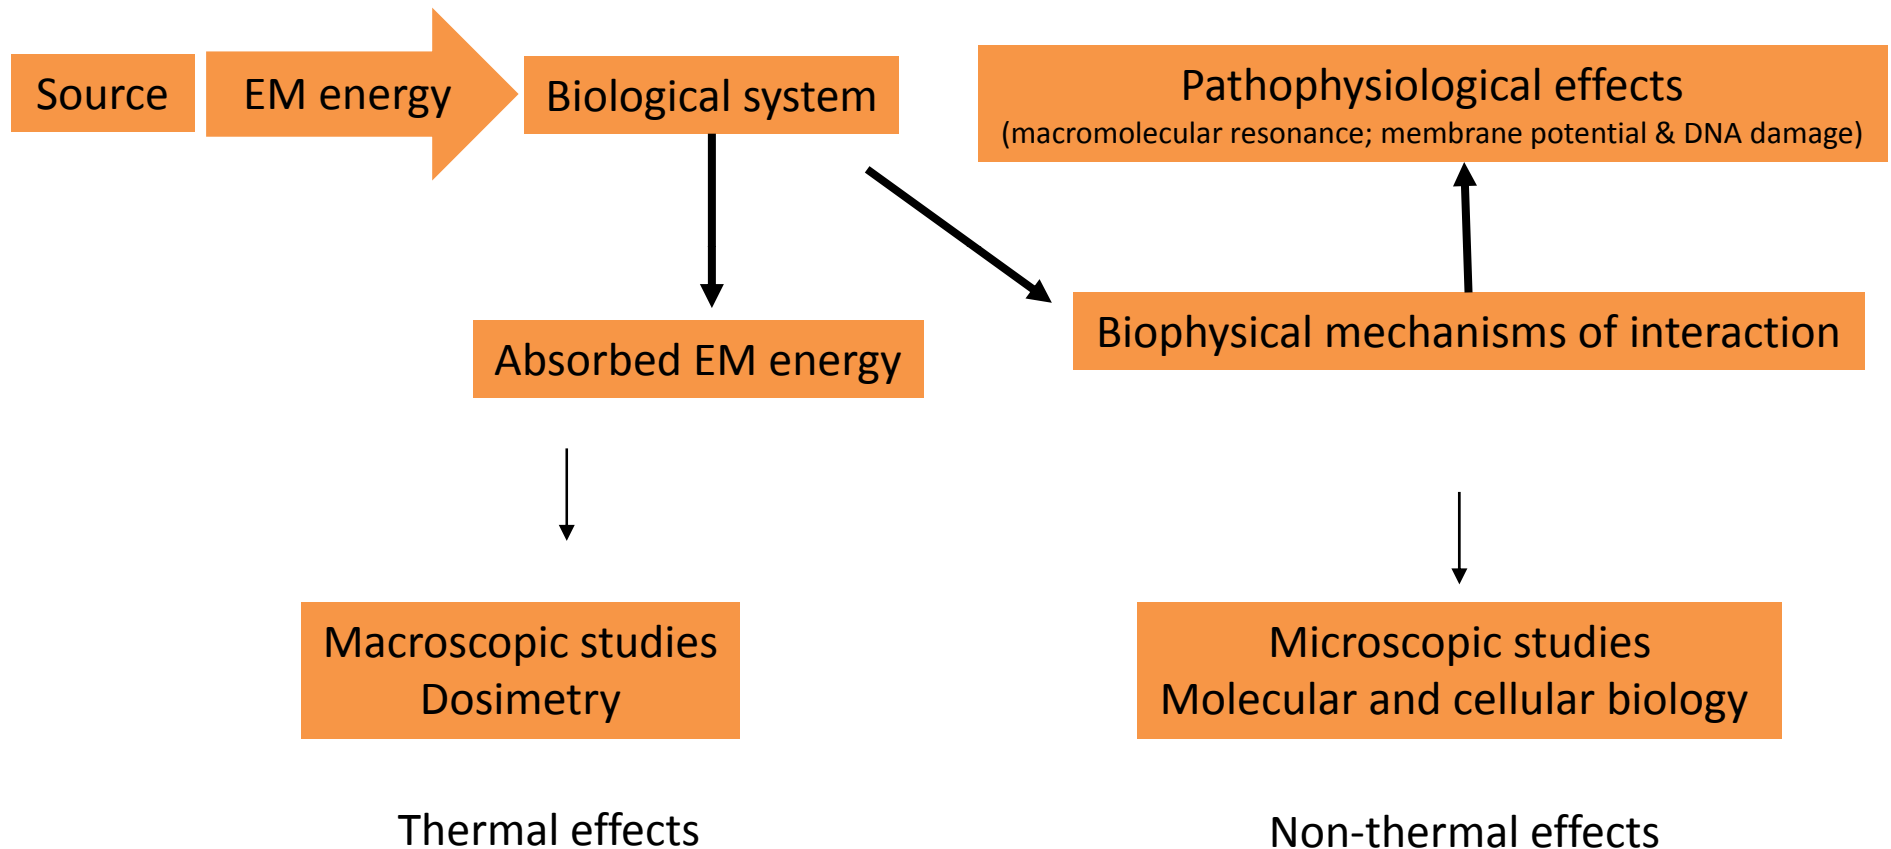 Source
EM energy
Biological system
Pathophysiological effects
(macromolecular resonance; membrane potential & DNA damage)
Absorbed EM energy
Biophysical mechanisms of interaction
Macroscopic studies
Dosimetry
Microscopic studies
Molecular and cellular biology
Thermal effects
Non-thermal effects